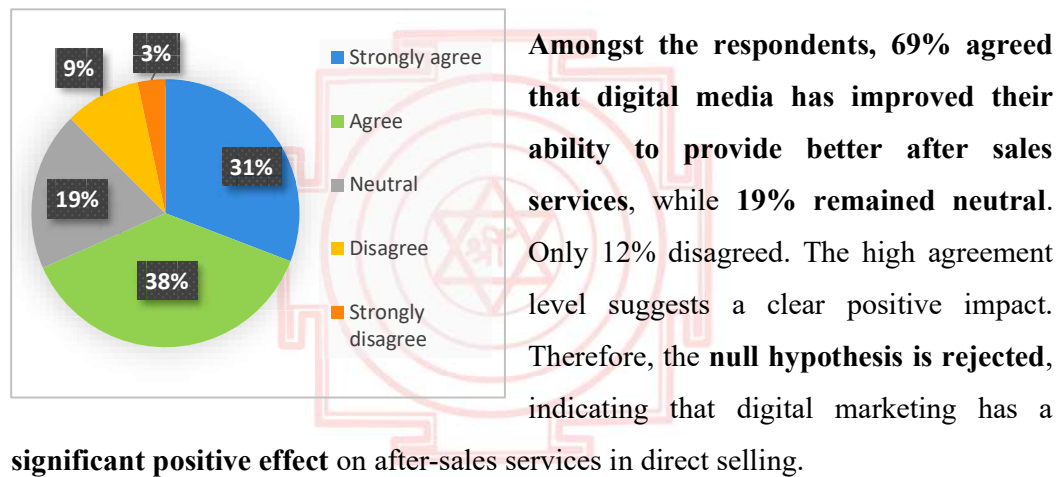 3%
9%
Strongly agree
Agree
31%
Neutral
19%
Disagree
38%
Strongly
disagree
Amongst the respondents, 69% agreed
that digital media has improved their
ability to provide better after sales
services, while 19% remained neutral.
Only 12% disagreed. The high agreement
level suggests a clear positive impact.
Therefore, the null hypothesis is rejected,
indicating that digital marketing has a
significant positive effect on after-sales services in direct selling.
श्री